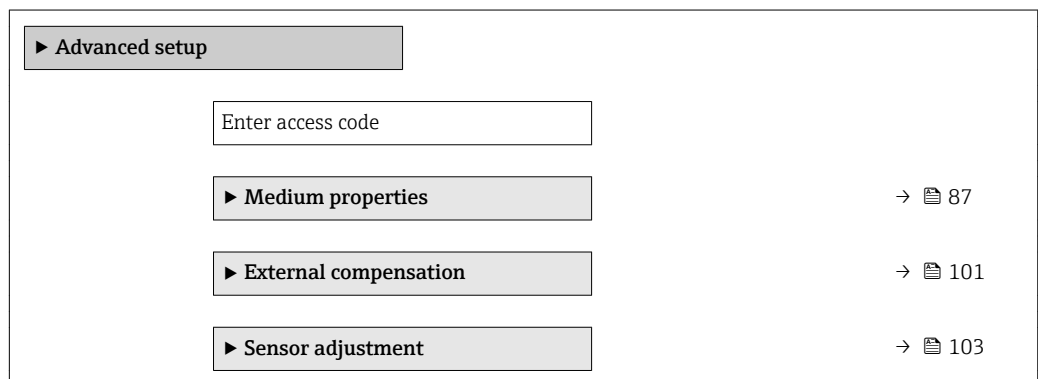 ▶ Advanced setup
Enter access code
▶ Medium properties → 87
▶ External compensation → 101
▶ Sensor adjustment → 103